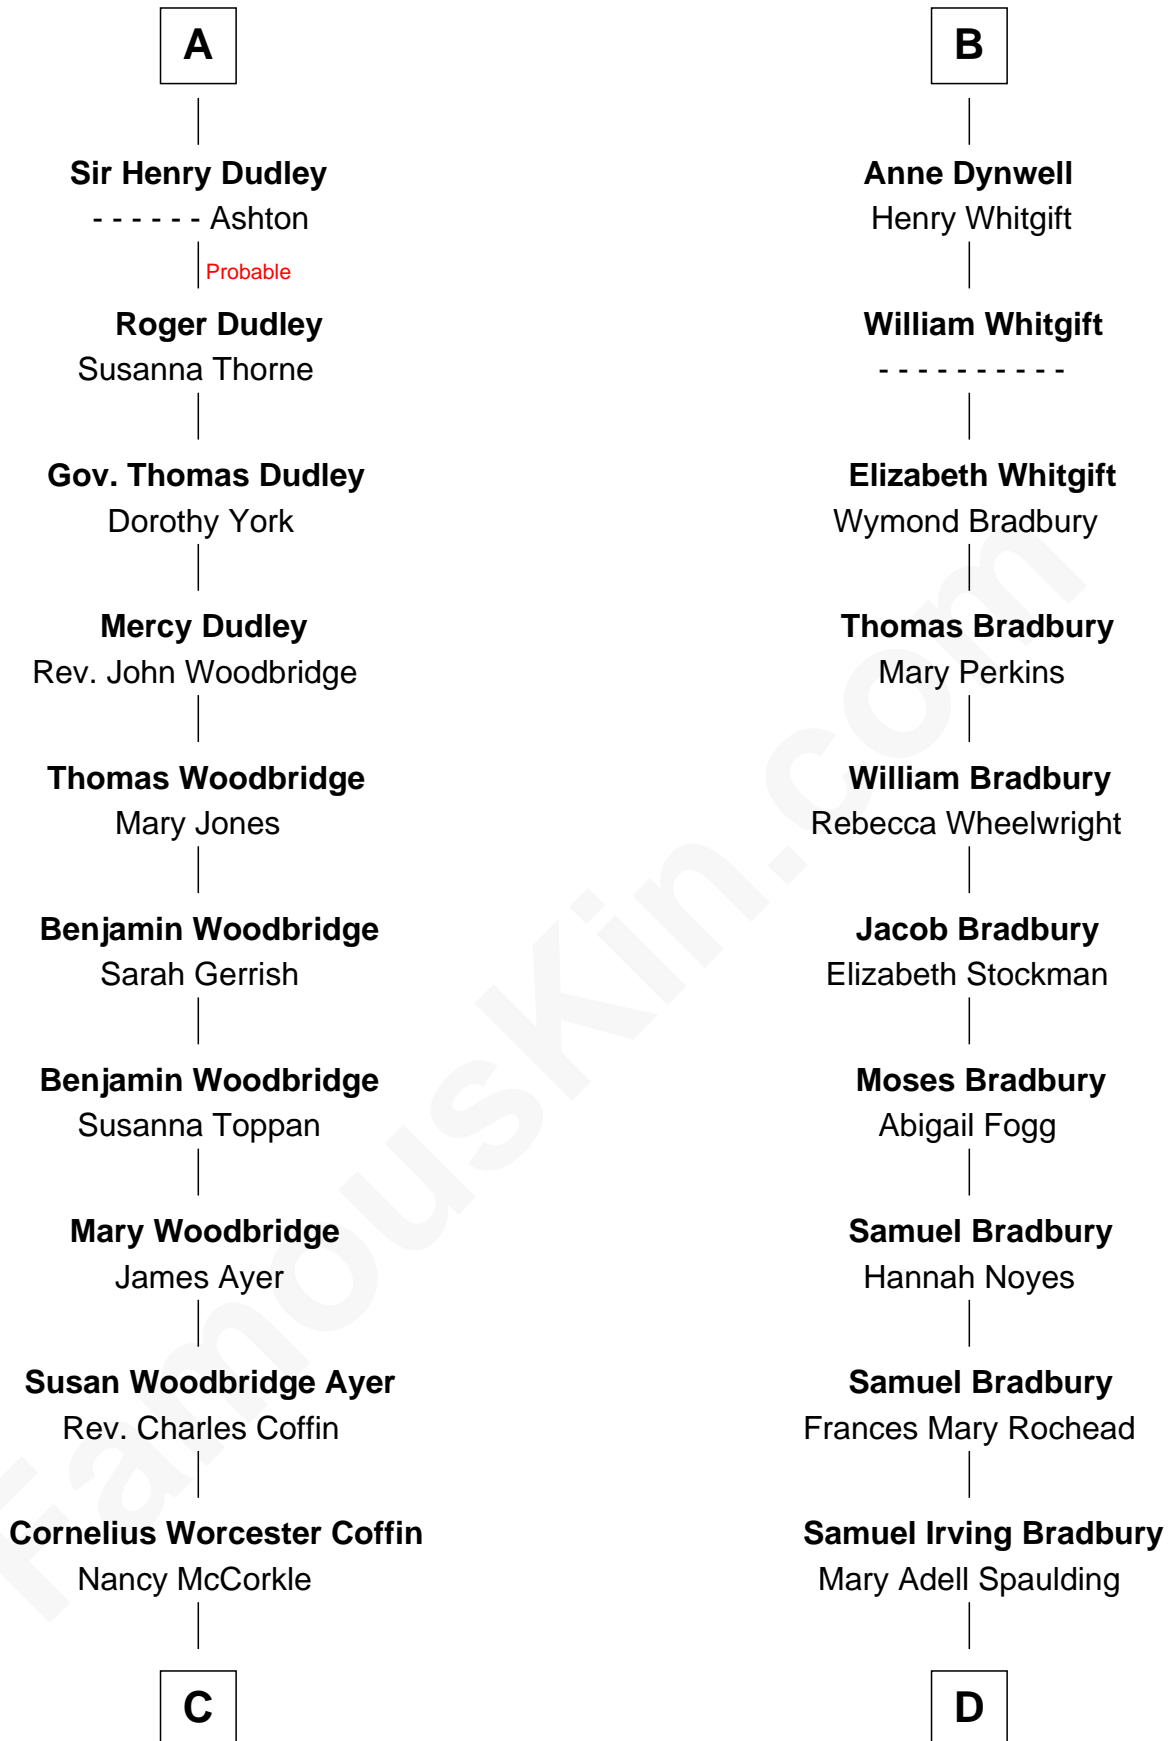 A
Sir Henry Dudley
- - - - - - Ashton
Probable
Roger Dudley
Susanna Thorne
Gov. Thomas Dudley
Dorothy York
Mercy Dudley
Rev. John Woodbridge
Thomas Woodbridge
Mary Jones
Benjamin Woodbridge
Sarah Gerrish
Benjamin Woodbridge
Susanna Toppan
Mary Woodbridge
James Ayer
Susan Woodbridge Ayer
Rev. Charles Coffin
Cornelius Worcester Coffin
Nancy McCorkle
C
B
Anne Dynwell
Henry Whitgift
William Whitgift
- - - - - - - - - -
Elizabeth Whitgift
Wymond Bradbury
Thomas Bradbury
Mary Perkins
William Bradbury
Rebecca Wheelwright
Jacob Bradbury
Elizabeth Stockman
Moses Bradbury
Abigail Fogg
Samuel Bradbury
Hannah Noyes
Samuel Bradbury
Frances Mary Rochead
Samuel Irving Bradbury
Mary Adell Spaulding
D
FamousKin.com